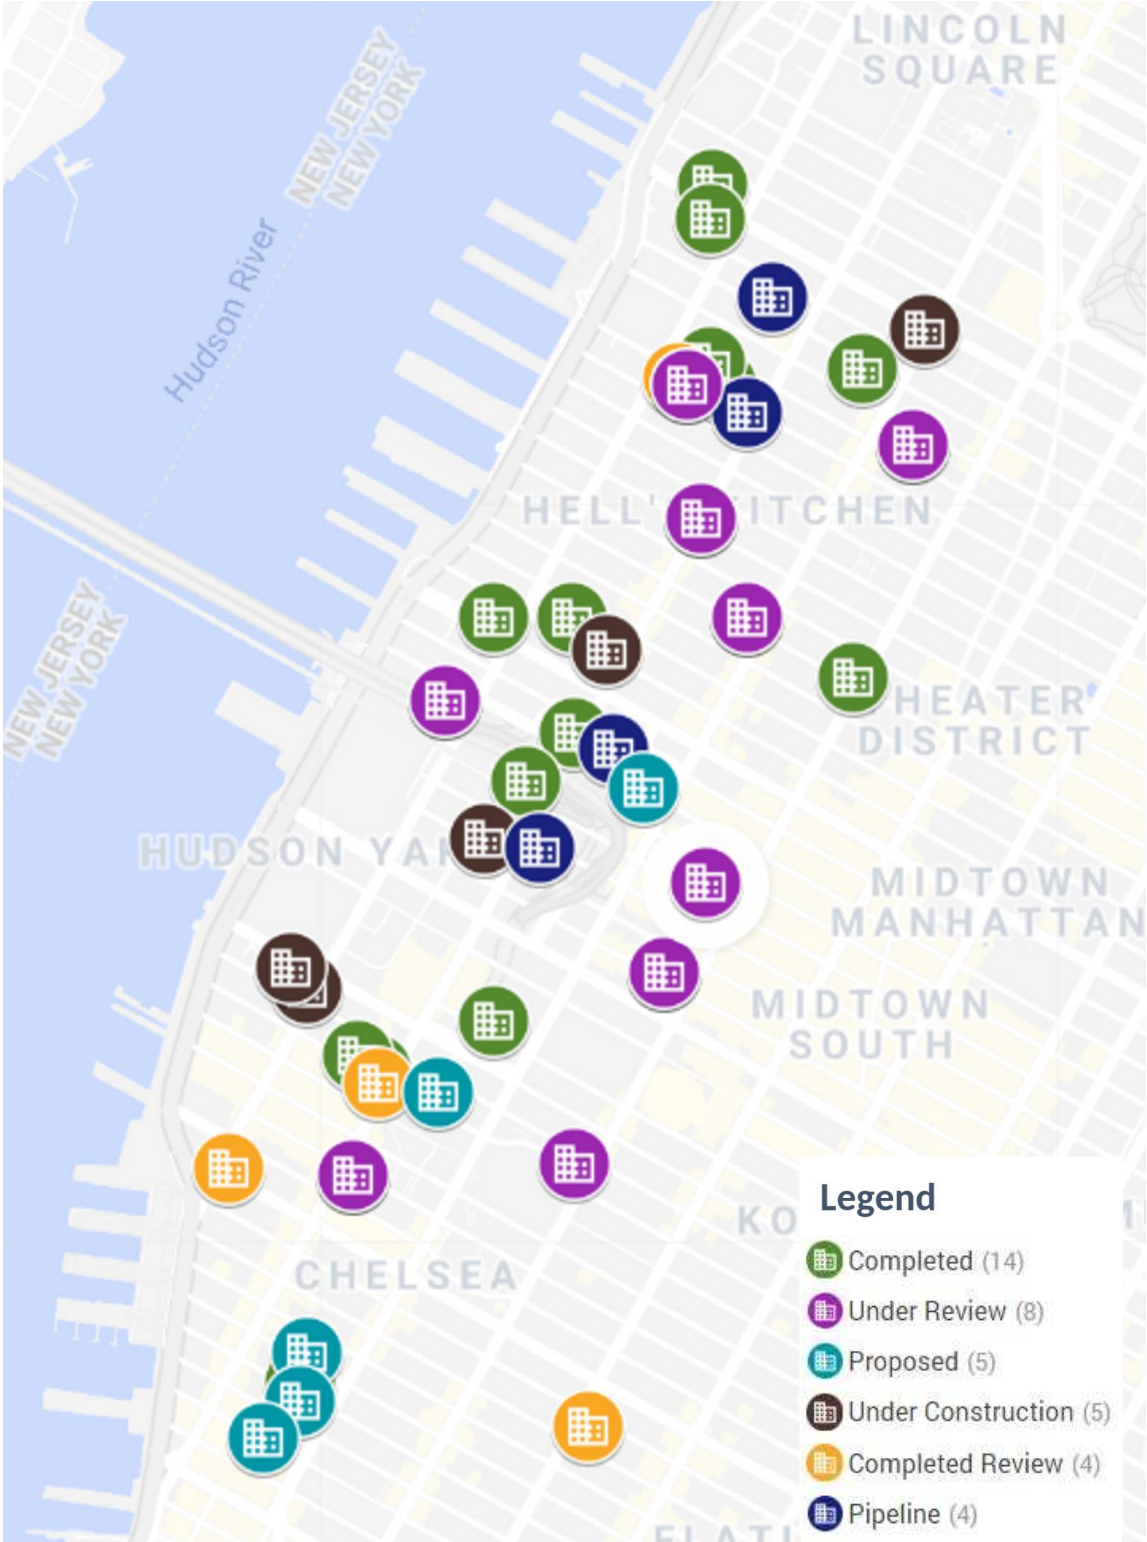 LINCOLN
SQUARE
NEW JERSEY
NEW YORK
Hudson River
HELL'S KITCHEN
NEW JERSEY
NEW YORK
THEATER
DISTRICT
HUDSON YA
MIDTOWN
MANHATTAN
MIDTOWN
SOUTH
CHELSEA
KO
Legend
Completed (14)
Under Review (8)
Proposed (5)
Under Construction (5)
Completed Review (4)
Pipeline (4)